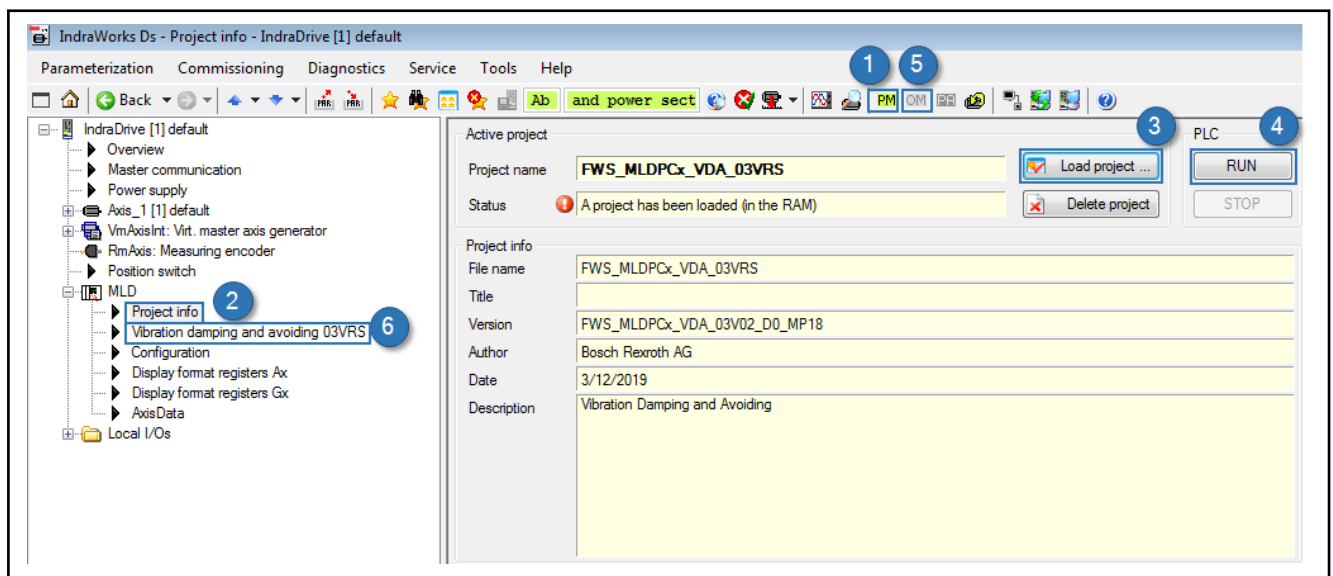 IndraWorks Ds - Project info - IndraDrive [1] default
Parameterization Commissioning Diagnostics Service Tools Help
1 5
Back PAR PAR Ab and power sect PM OM
IndraDrive [1] default
Overview
Master communication
Power supply
Axis_1 [1] default
VmAxisInt: Virt. master axis generator
RmAxis: Measuring encoder
Position switch
MLD
Project info 2
Vibration damping and avoiding 03VRS 6
Configuration
Display format registers Ax
Display format registers Gx
AxisData
Local I/Os
Active project 3 PLC 4
Project name FWS_MLDPCx_VDA_03VRS Load project ... RUN
Status A project has been loaded (in the RAM) Delete project STOP
Project info
File name FWS_MLDPCx_VDA_03VRS
Title
Version FWS_MLDPCx_VDA_03V02_D0_MP18
Author Bosch Rexroth AG
Date 3/12/2019
Description Vibration Damping and Avoiding